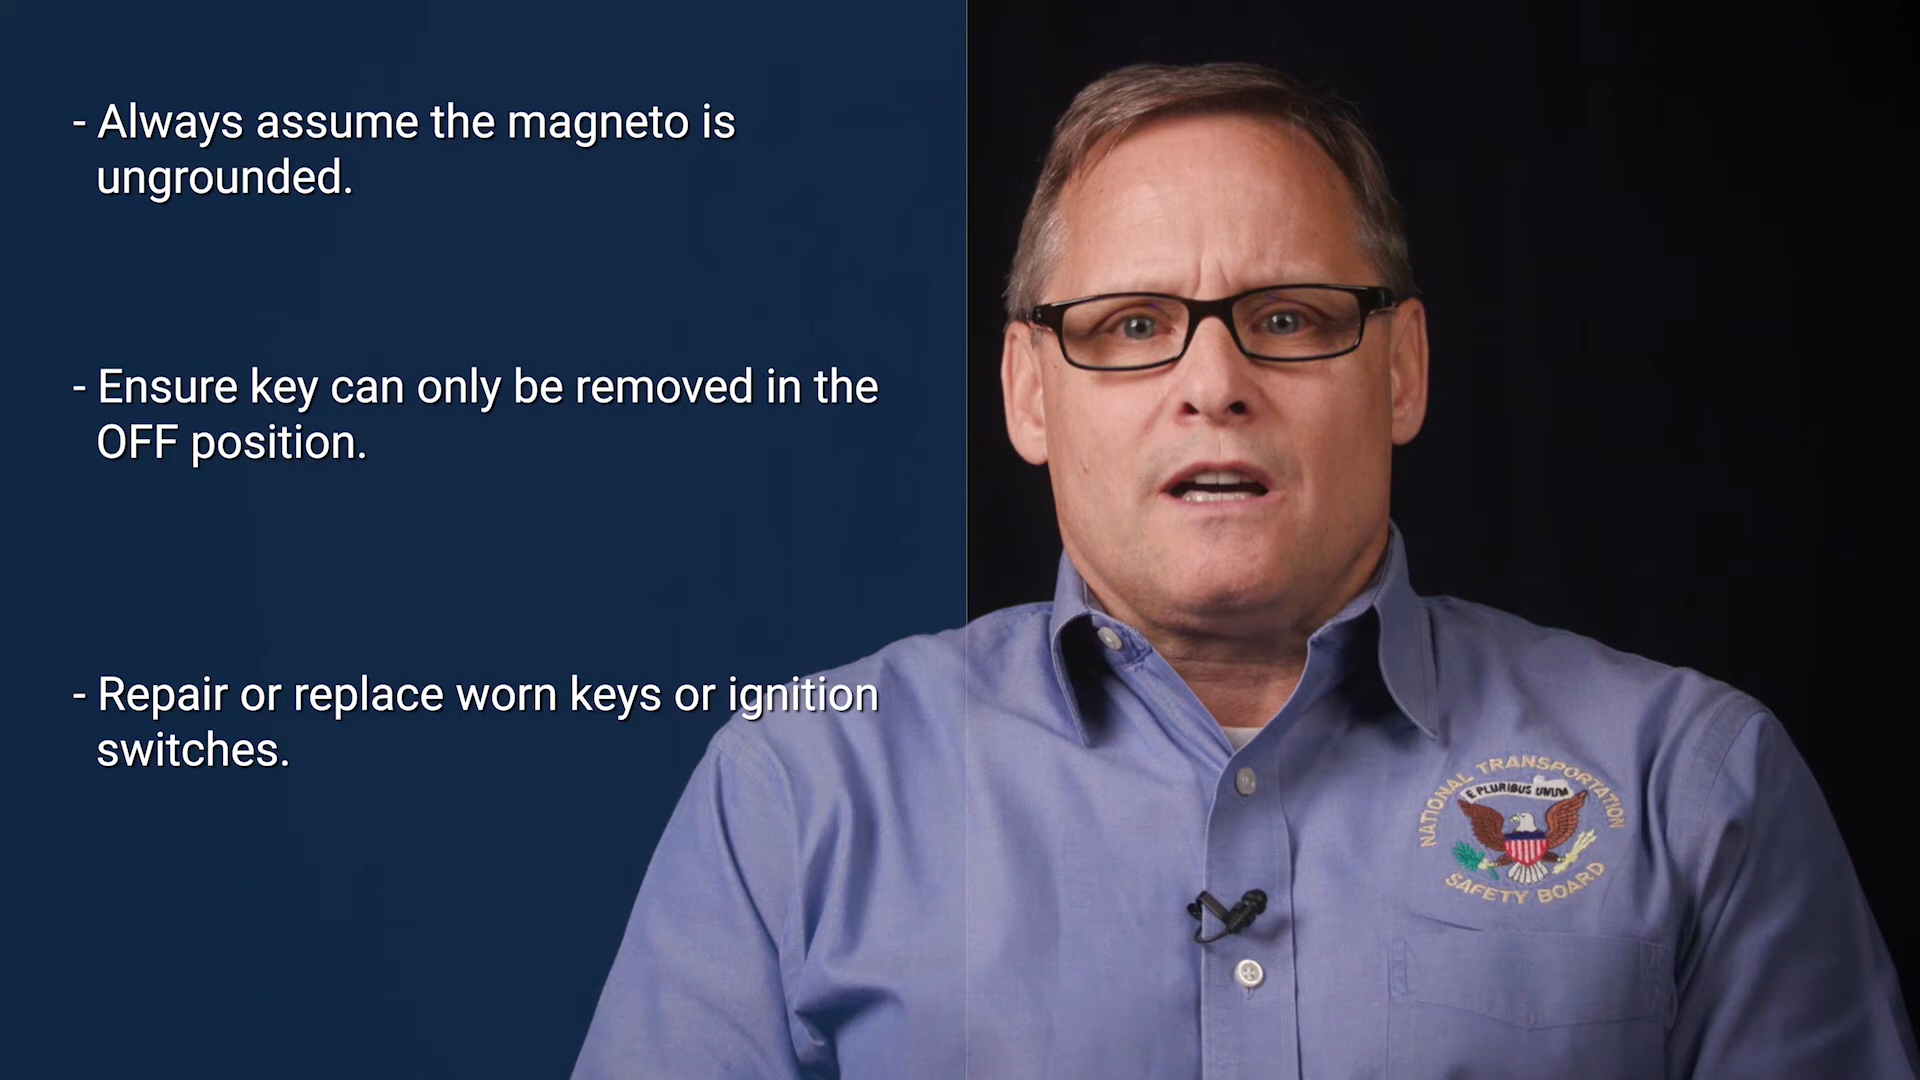 - Always assume the magneto is
ungrounded.
- Ensure key can only be removed in the
OFF position.
- Repair or replace worn keys or ignition
switches.
NATIONAL TRANSPORTATION
E PLURIBUS UNUM
SAFETY BOARD